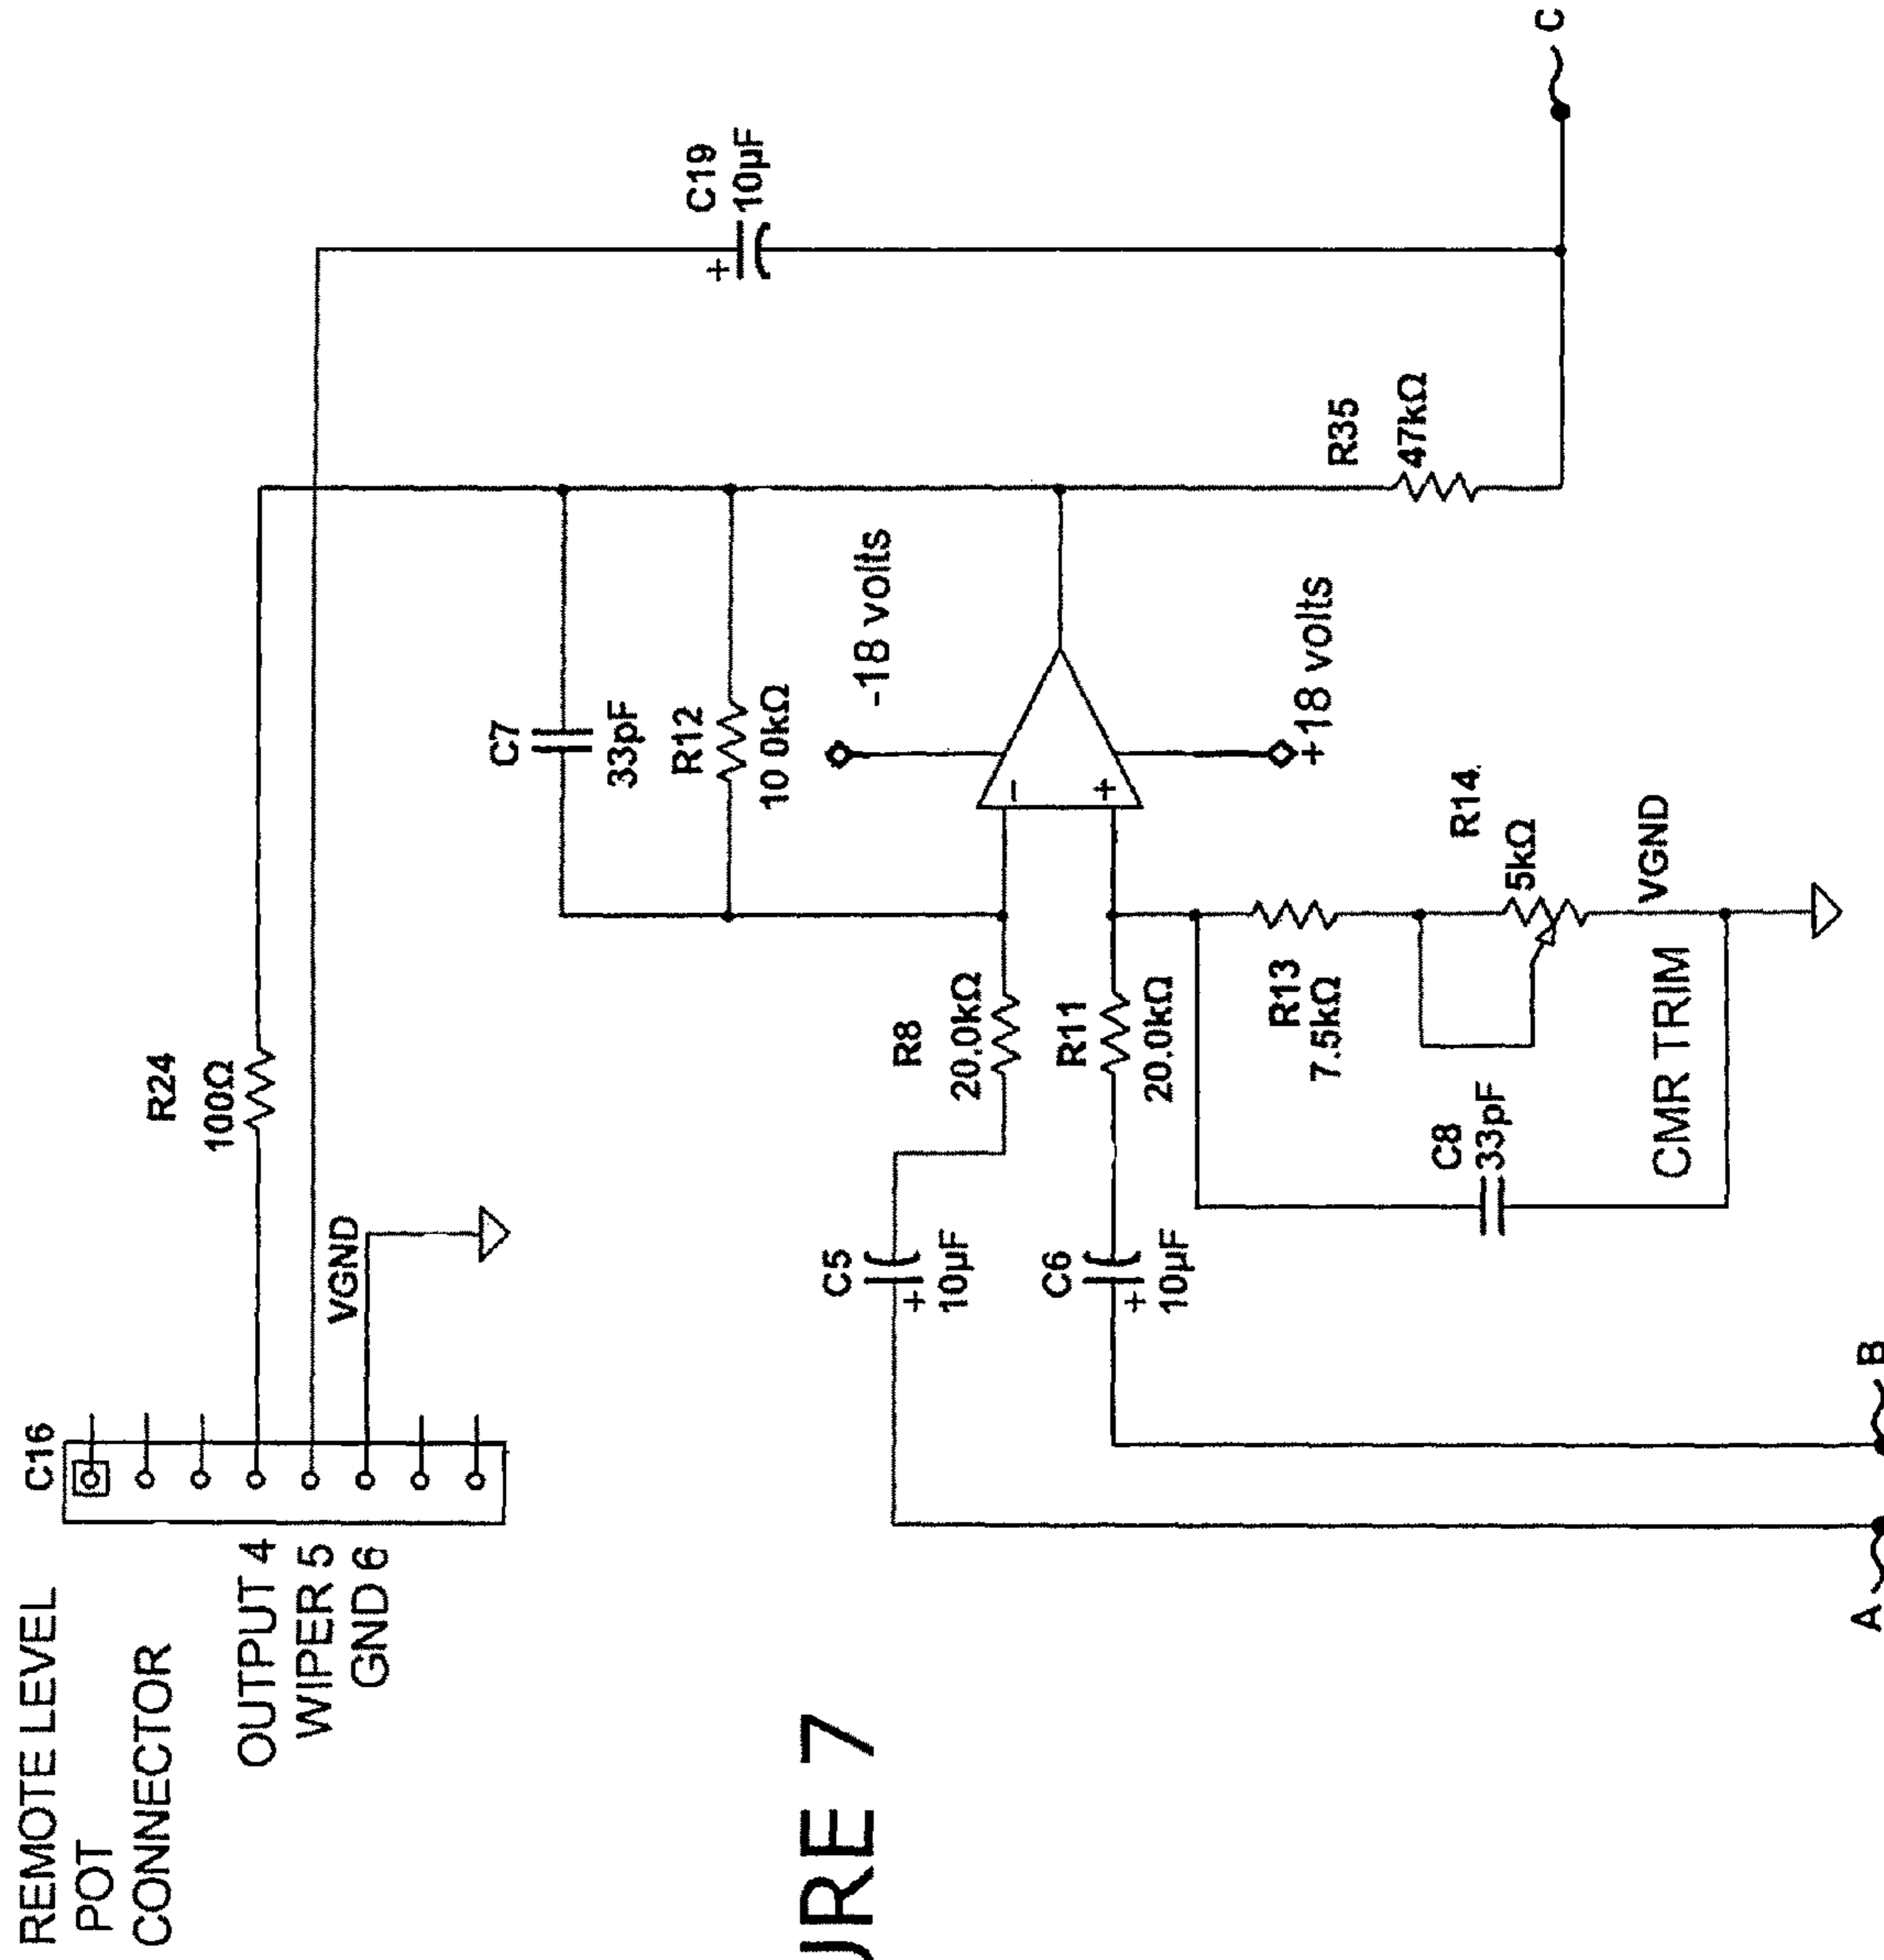 REMOTE LEVEL
POT
CONNECTOR
OUTPUT 4
WIPER 5
GND 6
C16
VGND
R24
100Ω
C7
33pF
R12
10 0kΩ
C19
+
10µF
-18 volts
+18 volts
−
+
R35
47kΩ
C
C5
+
10µF
R8
20.0kΩ
C6
+
10µF
R11
20.0kΩ
R13
7.5kΩ
R14
5kΩ
VGND
C8
33pF
CMR TRIM
A
B
URE 7